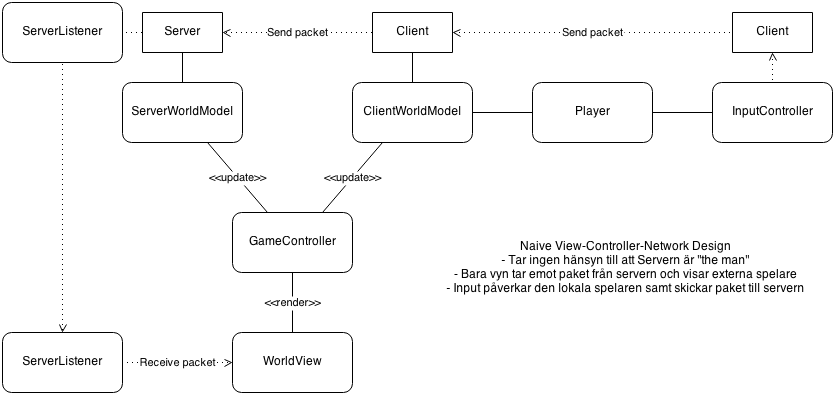 ServerListener
Server
Send packet
Client
Send packet
Client
ServerWorldModel
ClientWorldModel
Player
InputController
<<update>>
<<update>>
GameController
Naive View-Controller-Network Design
- Tar ingen hänsyn till att Servern är "the man"
- Bara vyn tar emot paket från servern och visar externa spelare
- Input påverkar den lokala spelaren samt skickar paket till servern
<<render>>
ServerListener
Receive packet
WorldView